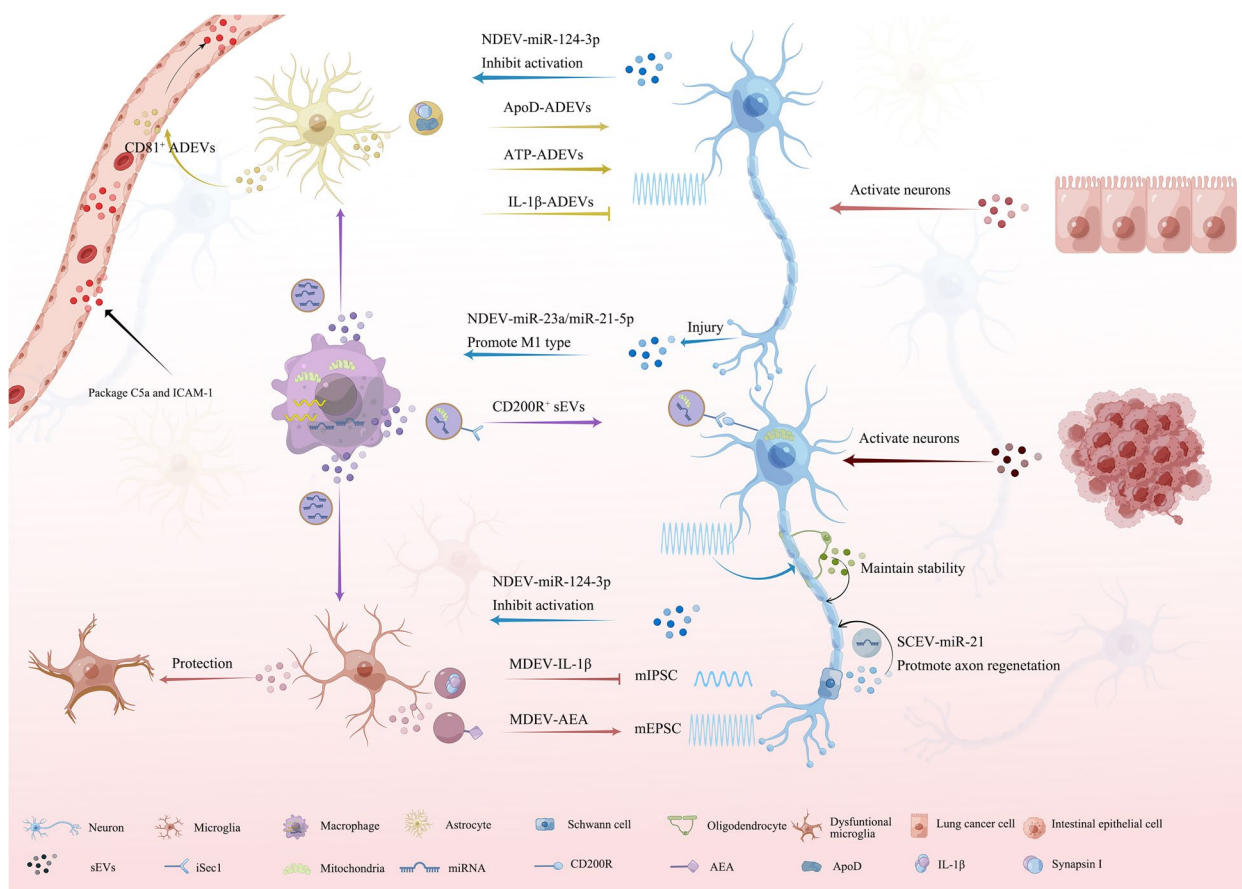 NDEV-miR-124-3p
Inhibit activation
ApoD-ADEVs
CD81⁺ ADEVs
ATP-ADEVs
IL-1β-ADEVs
Activate neurons
NDEV-miR-23a/miR-21-5p
Promote M1 type
Injury
Package C5a and ICAM-1
CD200R⁺ sEVs
Activate neurons
Maintain stability
NDEV-miR-124-3p
Inhibit activation
SCEV-miR-21
Protmote axon regenetation
Protection
MDEV-IL-1β
mIPSC
MDEV-AEA
mEPSC
Neuron
Microglia
Macrophage
Astrocyte
Schwann cell
Oligodendrocyte
Dysfuntional
microglia
Lung cancer cell
Intestinal epithelial cell
sEVs
iSec1
Mitochondria
miRNA
CD200R
AEA
ApoD
IL-1β
Synapsin I